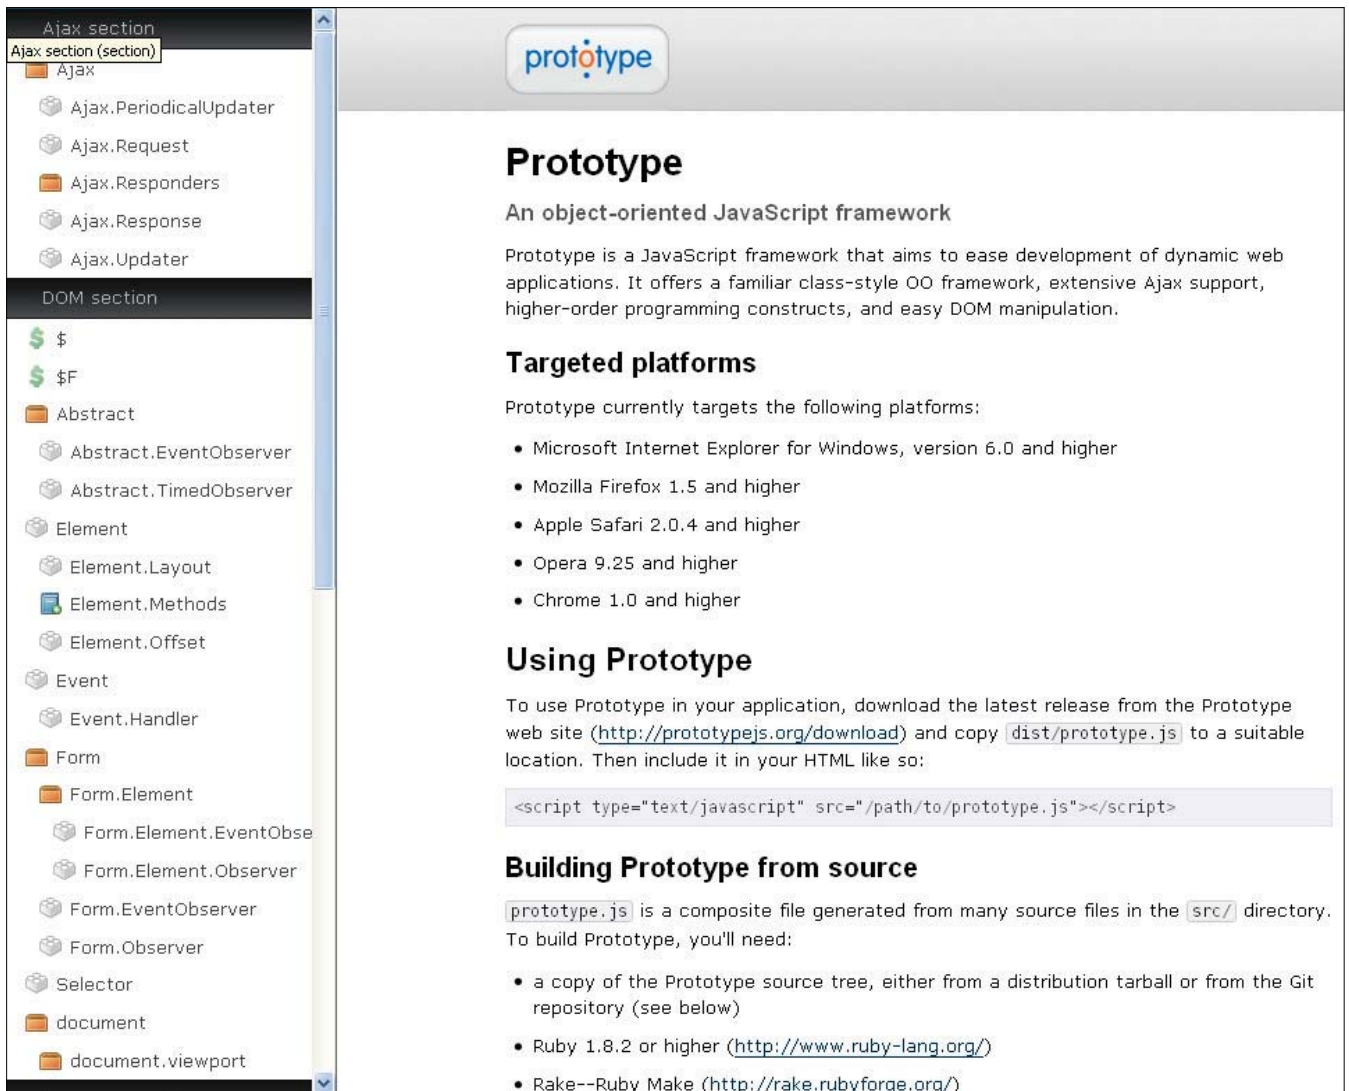 Ajax section
Ajax section (section)
Ajax
Ajax.PeriodicalUpdater
Ajax.Request
Ajax.Responders
Ajax.Response
Ajax.Updater
DOM section
$
$F
Abstract
Abstract.EventObserver
Abstract.TimedObserver
Element
Element.Layout
Element.Methods
Element.Offset
Event
Event.Handler
Form
Form.Element
Form.Element.EventObse
Form.Element.Observer
Form.EventObserver
Form.Observer
Selector
document
document.viewport
prototype
Prototype
An object-oriented JavaScript framework
Prototype is a JavaScript framework that aims to ease development of dynamic web
applications. It offers a familiar class-style OO framework, extensive Ajax support,
higher-order programming constructs, and easy DOM manipulation.
Targeted platforms
Prototype currently targets the following platforms:
• Microsoft Internet Explorer for Windows, version 6.0 and higher
• Mozilla Firefox 1.5 and higher
• Apple Safari 2.0.4 and higher
• Opera 9.25 and higher
• Chrome 1.0 and higher
Using Prototype
To use Prototype in your application, download the latest release from the Prototype
web site (http://prototypejs.org/download) and copy dist/prototype.js to a suitable
location. Then include it in your HTML like so:
<script type="text/javascript" src="/path/to/prototype.js"></script>
Building Prototype from source
prototype.js is a composite file generated from many source files in the src/ directory.
To build Prototype, you'll need:
• a copy of the Prototype source tree, either from a distribution tarball or from the Git
repository (see below)
• Ruby 1.8.2 or higher (http://www.ruby-lang.org/)
• Rake--Ruby Make (http://rake.rubyforge.org/)